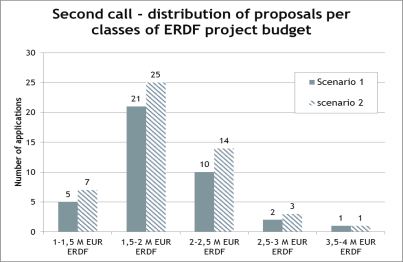 Second call - distribution of proposals per
classes of ERDF project budget
30
25
20
15
10
5
0
Number of applications
5
7
21
25
10
14
2
3
1
1
Scenario 1
scenario 2
1-1,5 M EUR
ERDF
1,5-2 M EUR
ERDF
2-2,5 M EUR
ERDF
2,5-3 M EUR
ERDF
3,5-4 M EUR
ERDF